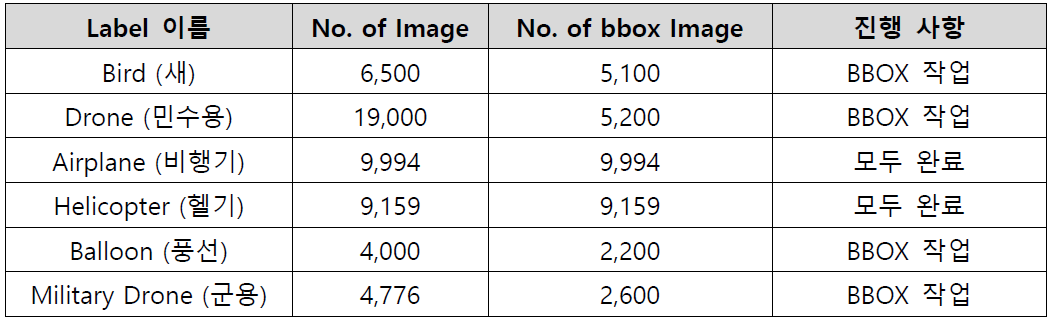 Label 이름 No. of Image No. of bbox Image 진행 사항
Bird (새) 6,500 5,100 BBOX 작업
Drone (민수용) 19,000 5,200 BBOX 작업
Airplane (비행기) 9,994 9,994 모두 완료
Helicopter (헬기) 9,159 9,159 모두 완료
Balloon (풍선) 4,000 2,200 BBOX 작업
Military Drone (군용) 4,776 2,600 BBOX 작업